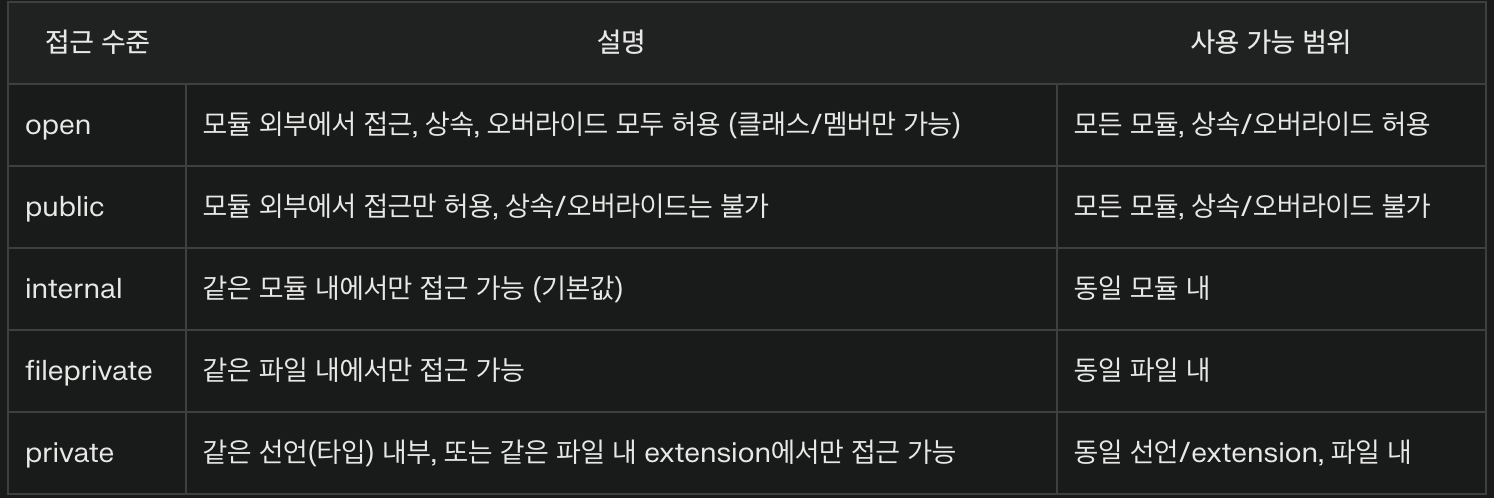 접근 수준 설명 사용 가능 범위
open 모듈 외부에서 접근, 상속, 오버라이드 모두 허용 (클래스/멤버만 가능) 모든 모듈, 상속/오버라이드 허용
public 모듈 외부에서 접근만 허용, 상속/오버라이드는 불가 모든 모듈, 상속/오버라이드 불가
internal 같은 모듈 내에서만 접근 가능 (기본값) 동일 모듈 내
fileprivate 같은 파일 내에서만 접근 가능 동일 파일 내
private 같은 선언(타입) 내부, 또는 같은 파일 내 extension에서만 접근 가능 동일 선언/extension, 파일 내